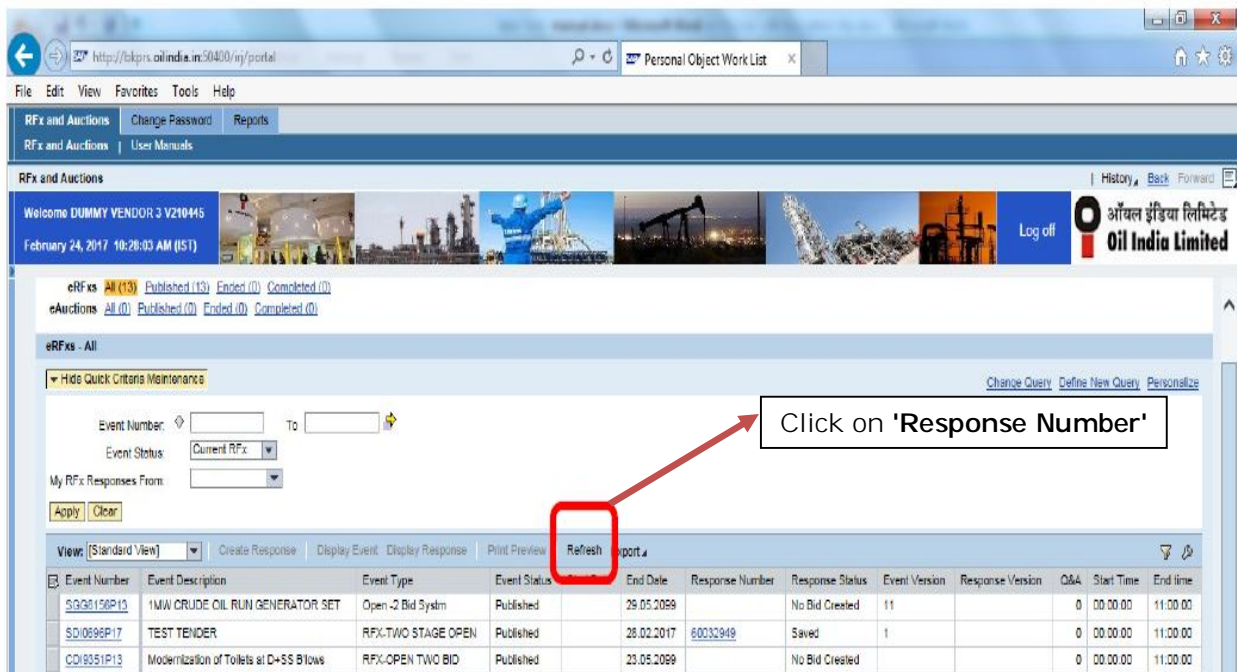 http://bkprs.oilindia.in:50400/irj/portal
Personal Object Work List
File Edit View Favorites Tools Help
RFx and Auctions Change Password Reports
RFx and Auctions | User Manuals
RFx and Auctions | History Back Forward
Welcome DUMMY VENDOR 3 V210445
February 24, 2017 10:28:03 AM (IST)
Log off
ऑयल इंडिया लिमिटेड
Oil India Limited
eRFxs All (13) Published (13) Ended (0) Completed (0)
eAuctions All (0) Published (0) Ended (0) Completed (0)
eRFxs - All
Hide Quick Criteria Maintenance Change Query Define New Query Personalize
Click on 'Response Number'
Event Number: To
Event Status: Current RFx
My RFx Responses From:
Apply Clear
View: [Standard View] Create Response Display Event Display Response Print Preview Refresh xport
Event Number Event Description Event Type Event Status End Date Response Number Response Status Event Version Response Version Q&A Start Time End time
SGG6156P13 1MW CRUDE OIL RUN GENERATOR SET Open -2 Bid Systm Published 29.05.2099 No Bid Created 11 0 00:00:00 11:00:00
SDI0696P17 TEST TENDER RFX-TWO STAGE OPEN Published 28.02.2017 60032949 Saved 1 0 00:00:00 11:00:00
CDI9351P13 Modernization of Toilets at D+SS B'lows RFX-OPEN TWO BID Published 23.05.2099 No Bid Created 0 00:00:00 11:00:00